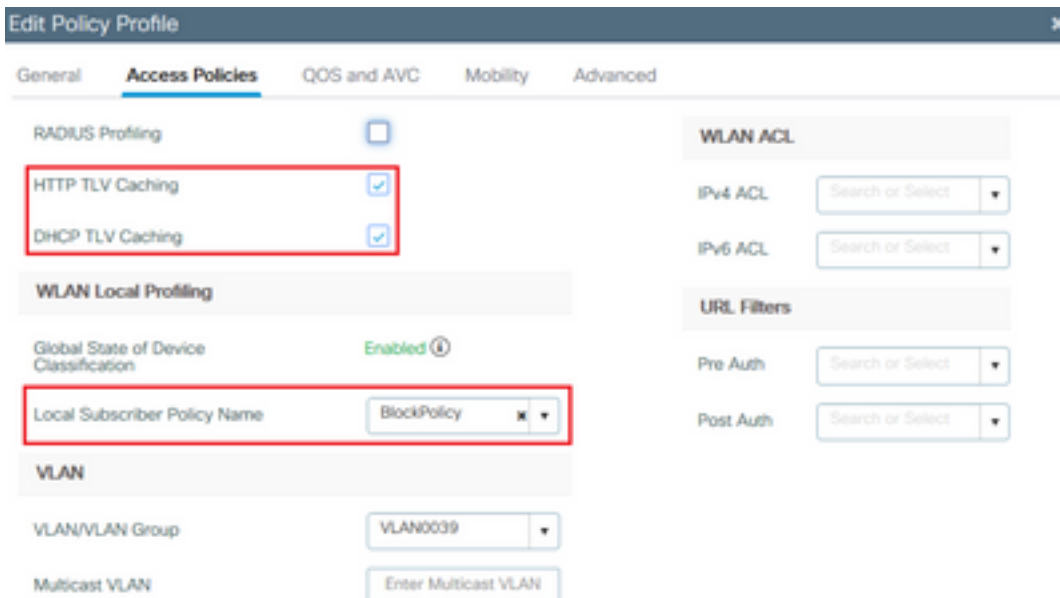 Edit Policy Profile
General Access Policies QOS and AVC Mobility Advanced
RADIUS Profiling
HTTP TLV Caching
DHCP TLV Caching
WLAN Local Profiling
Global State of Device
Classification
Enabled
Local Subscriber Policy Name
BlockPolicy
VLAN
VLAN/VLAN Group
VLAN0039
Multicast VLAN
Enter Multicast VLAN
WLAN ACL
IPv4 ACL
Search or Select
IPv6 ACL
Search or Select
URL Filters
Pre Auth
Search or Select
Post Auth
Search or Select